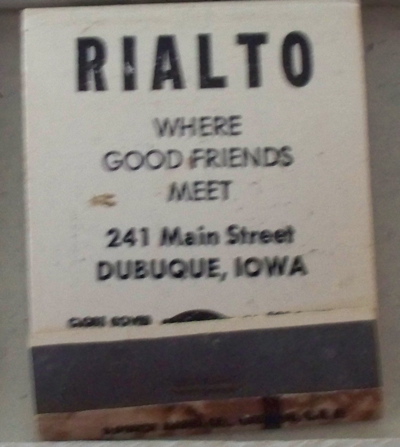 RIALTO
WHERE
GOOD FRIENDS
MEET
241 Main Street
DUBUQUE, IOWA